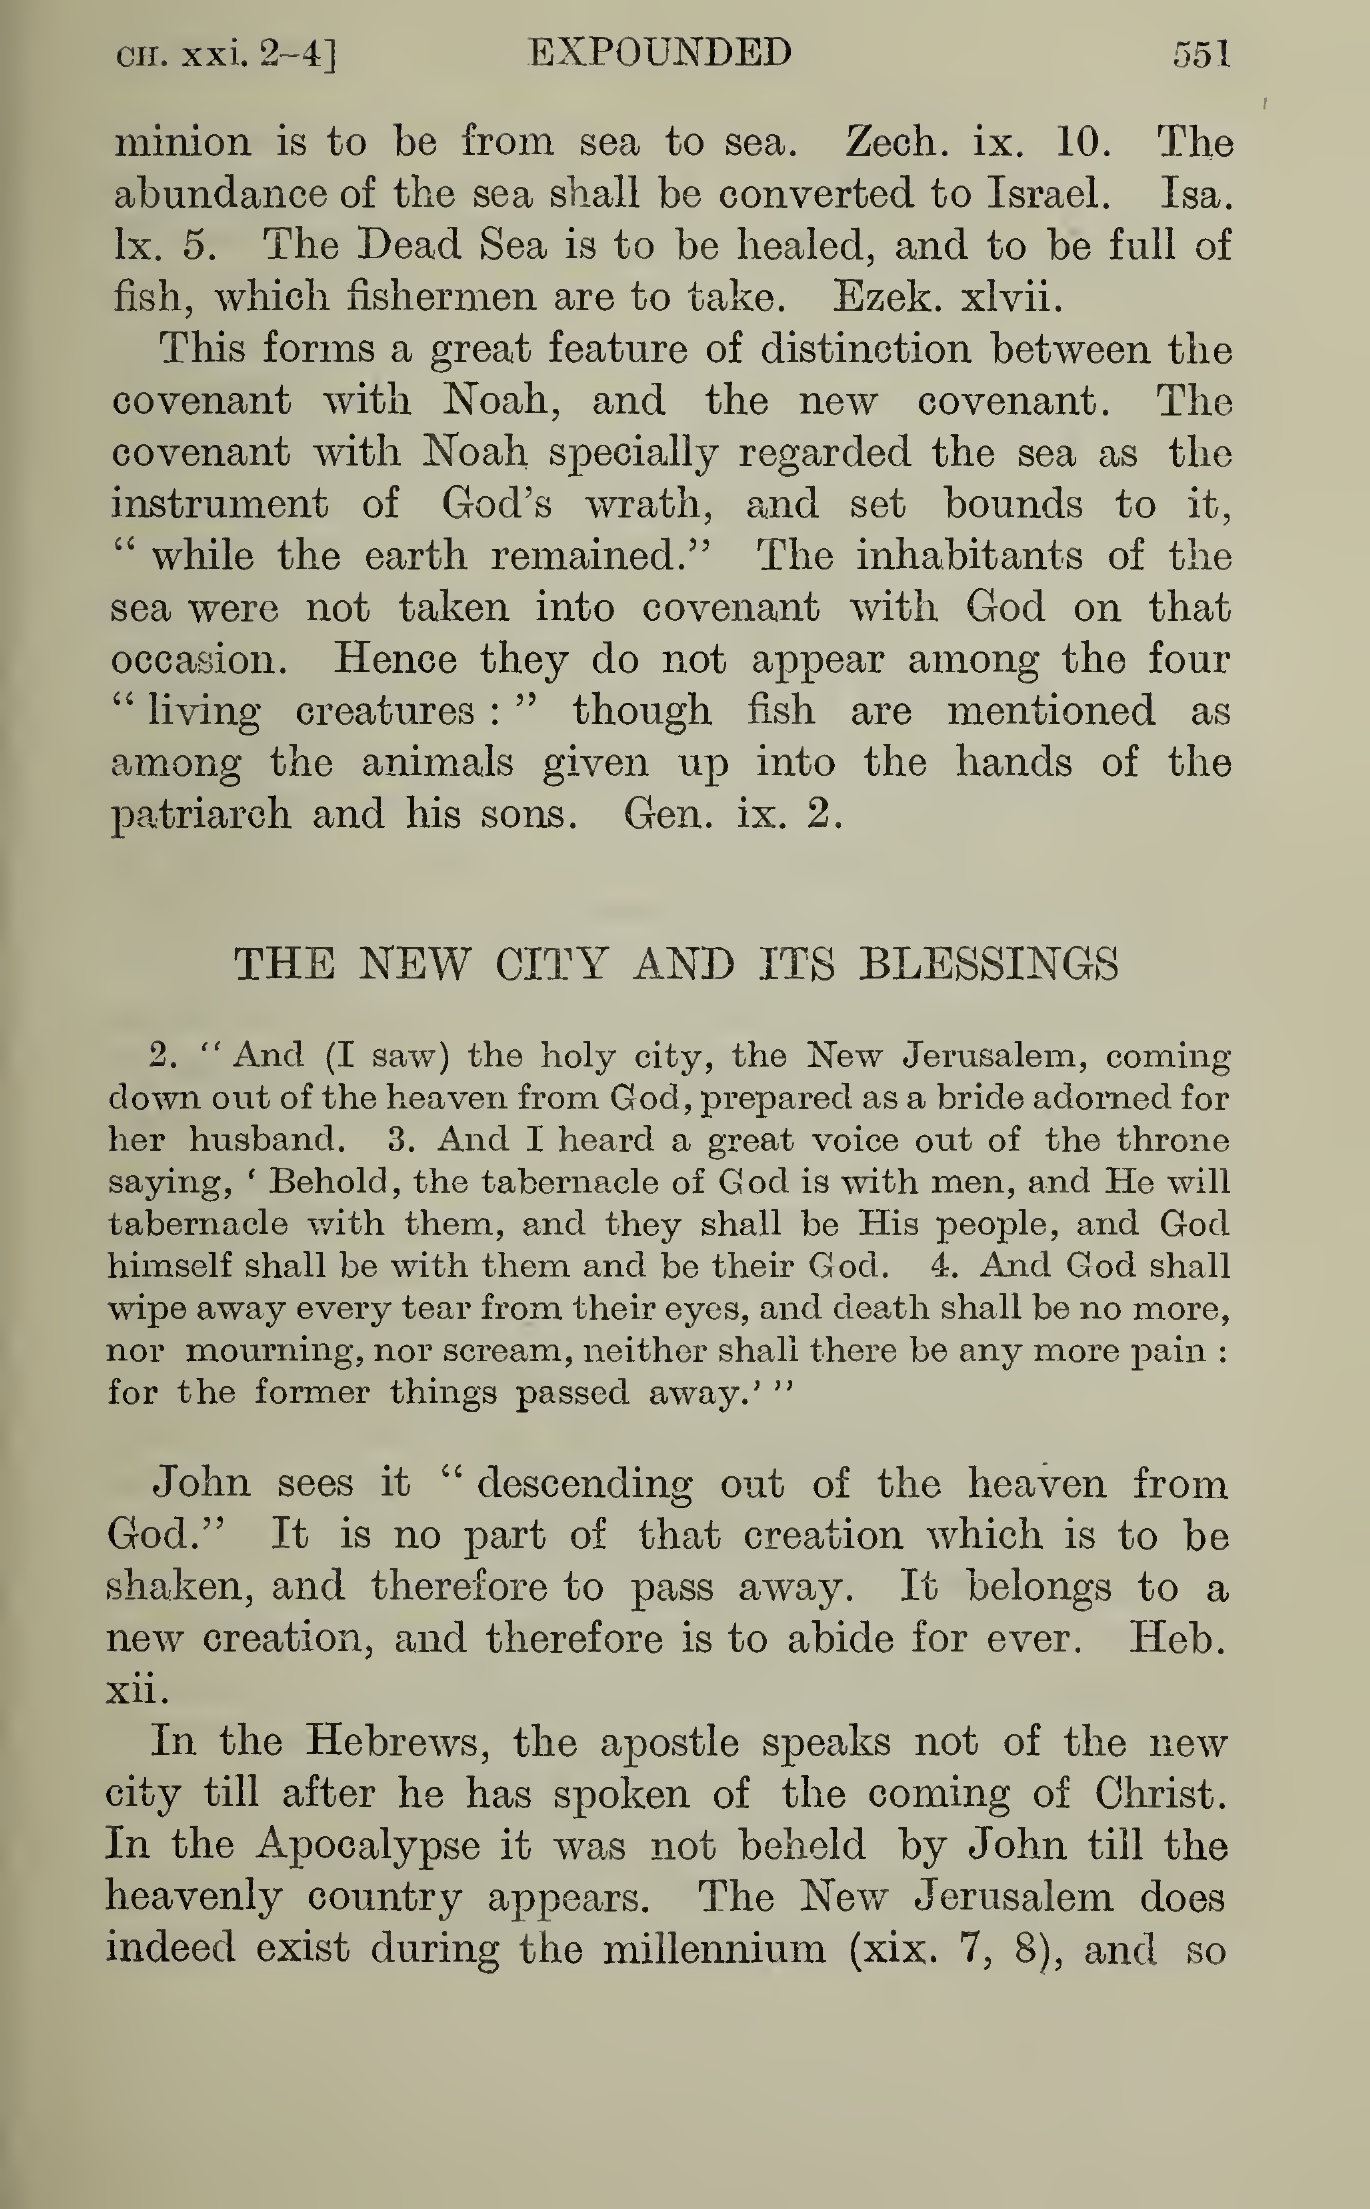 CH. xxi. 2–4] EXPOUNDED 551
minion is to be from sea to sea. Zech. ix. 10. The
abundance of the sea shall be converted to Israel. Isa.
lx. 5. The Dead Sea is to be healed, and to be full of
fish, which fishermen are to take. Ezek. xlvii.
This forms a great feature of distinction between the
covenant with Noah, and the new covenant. The
covenant with Noah specially regarded the sea as the
instrument of God's wrath, and set bounds to it,
“ while the earth remained.” The inhabitants of the
sea were not taken into covenant with God on that
occasion. Hence they do not appear among the four
“ living creatures : ” though fish are mentioned as
among the animals given up into the hands of the
patriarch and his sons. Gen. ix. 2.
THE NEW CITY AND ITS BLESSINGS
2. “ And (I saw) the holy city, the New Jerusalem, coming
down out of the heaven from God, prepared as a bride adorned for
her husband. 3. And I heard a great voice out of the throne
saying, ‘ Behold, the tabernacle of God is with men, and He will
tabernacle with them, and they shall be His people, and God
himself shall be with them and be their God. 4. And God shall
wipe away every tear from their eyes, and death shall be no more,
nor mourning, nor scream, neither shall there be any more pain :
for the former things passed away.’ ”
John sees it “ descending out of the heaven from
God.” It is no part of that creation which is to be
shaken, and therefore to pass away. It belongs to a
new creation, and therefore is to abide for ever. Heb.
xii.
In the Hebrews, the apostle speaks not of the new
city till after he has spoken of the coming of Christ.
In the Apocalypse it was not beheld by John till the
heavenly country appears. The New Jerusalem does
indeed exist during the millennium (xix. 7, 8), and so